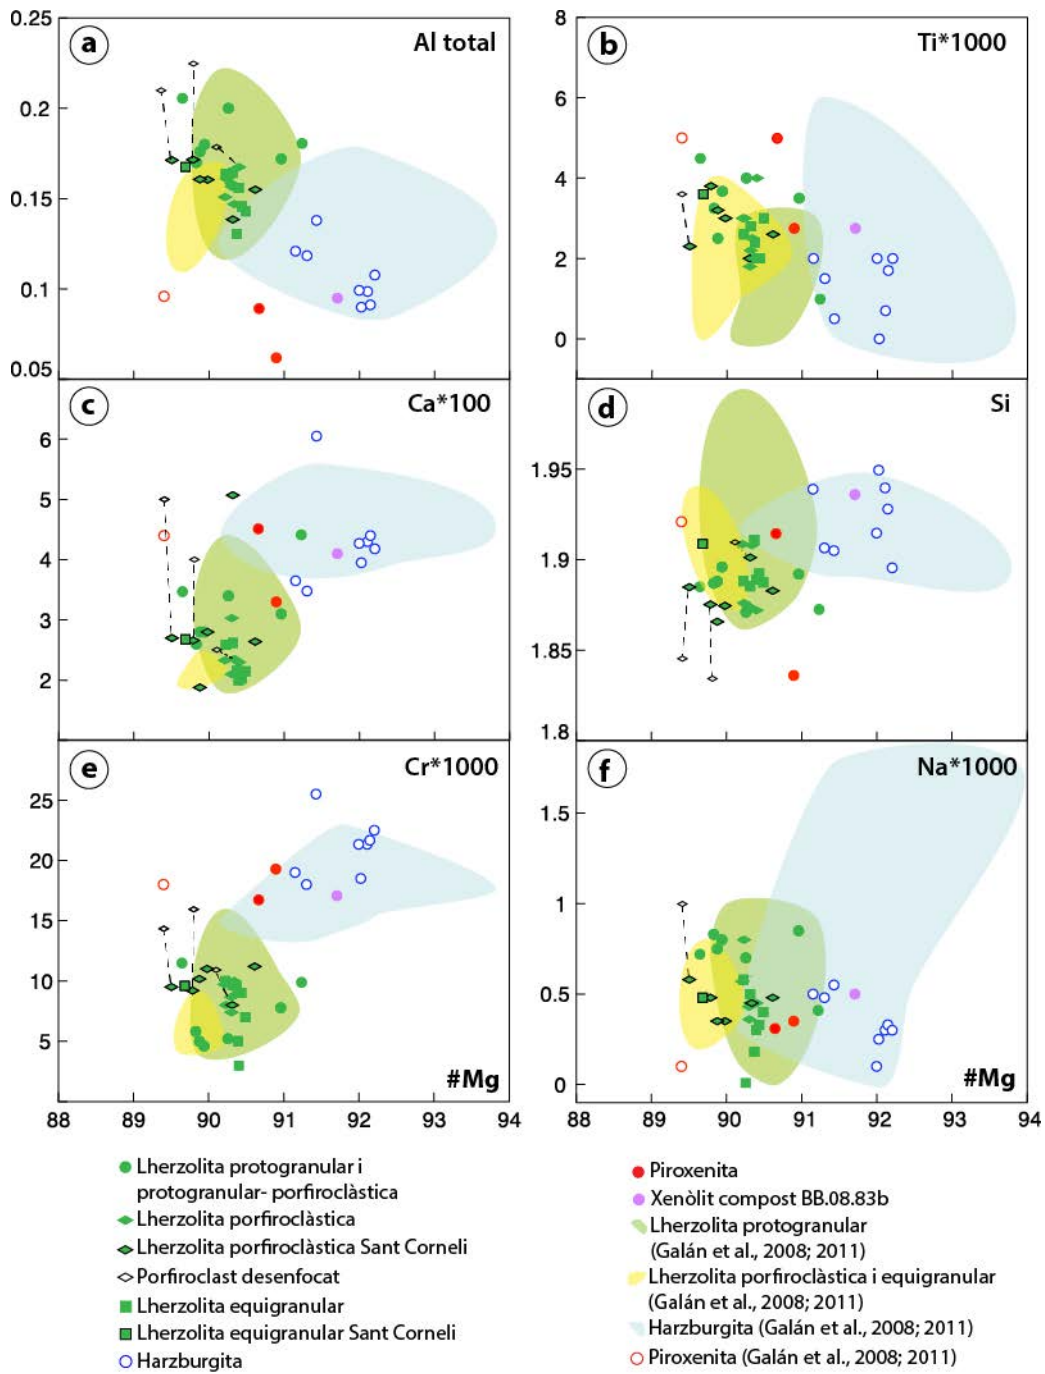 a
Al total
0.25
0.2
0.15
0.1
0.05
b
Ti*1000
8
6
4
2
0
c
Ca*100
6
5
4
3
2
d
Si
1.95
1.9
1.85
1.8
e
Cr*1000
25
20
15
10
5
#Mg
88 89 90 91 92 93 94
f
Na*1000
1.5
1
0.5
0
#Mg
88 89 90 91 92 93 94
Lherzolita protogranular i
protogranular- porfiroclàstica
Lherzolita porfiroclàstica
Lherzolita porfiroclàstica Sant Corneli
Porfiroclast desenfocat
Lherzolita equigranular
Lherzolita equigranular Sant Corneli
Harzburgita
Piroxenita
Xenòlit compost BB.08.83b
Lherzolita protogranular
(Galán et al., 2008; 2011)
Lherzolita porfiroclàstica i equigranular
(Galán et al., 2008; 2011)
Harzburgita (Galán et al., 2008; 2011)
Piroxenita (Galán et al., 2008; 2011)